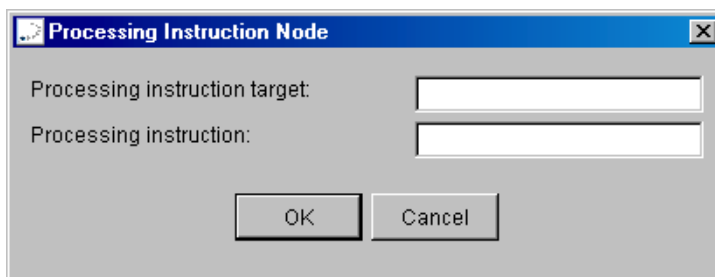 Processing Instruction Node
Processing instruction target:
Processing instruction:
OK
Cancel